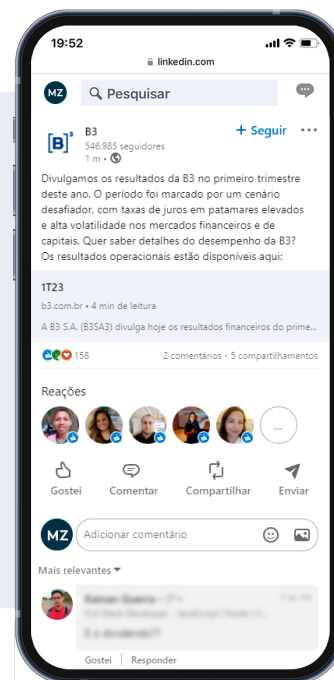 19:52
linkedin.com
MZ
Pesquisar
[B]³
B3
546.985 seguidores
1 m •
+ Seguir
Divulgamos os resultados da B3 no primeiro trimestre
deste ano. O período foi marcado por um cenário
desafiador, com taxas de juros em patamares elevados
e alta volatilidade nos mercados financeiros e de
capitais. Quer saber detalhes do desempenho da B3?
Os resultados operacionais estão disponíveis aqui:
1T23
b3.com.br • 4 min de leitura
A B3 S.A. (B3SA3) divulga hoje os resultados financeiros do prime...
158
2 comentários • 5 compartilhamentos
Reações
...
Gostei
Comentar
Compartilhar
Enviar
MZ
Adicionar comentário
Mais relevantes
Gostei
Responder